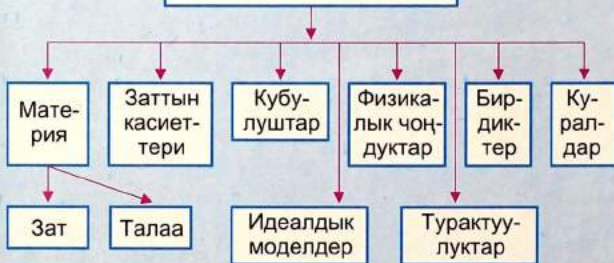 Мате-
рия
Заттын
касиет-
тери
Кубу-
луштар
Физика-
лык чоң-
дуктар
Бир-
дик-
тер
Ку-
рал-
дар
Зат
Талаа
Идеалдык
моделдер
Турактуу-
луктар